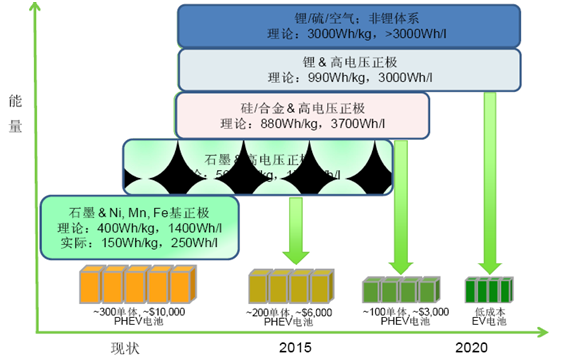 锂/硫/空气；非锂体系
理论：3000Wh/kg，>3000Wh/l
锂 & 高电压正极
理论：990Wh/kg，3000Wh/l
硅/合金 & 高电压正极
理论：880Wh/kg，3700Wh/l
石墨 高电压正极
石墨 & Ni, Mn, Fe基正极
理论：400Wh/kg，1400Wh/l
实际：150Wh/kg，250Wh/l
能量
~300单体, ~$10,000
PHEV电池
~200单体, ~$6,000
PHEV电池
~100单体, ~$3,000
PHEV电池
低成本
EV电池
现状
2015
2020